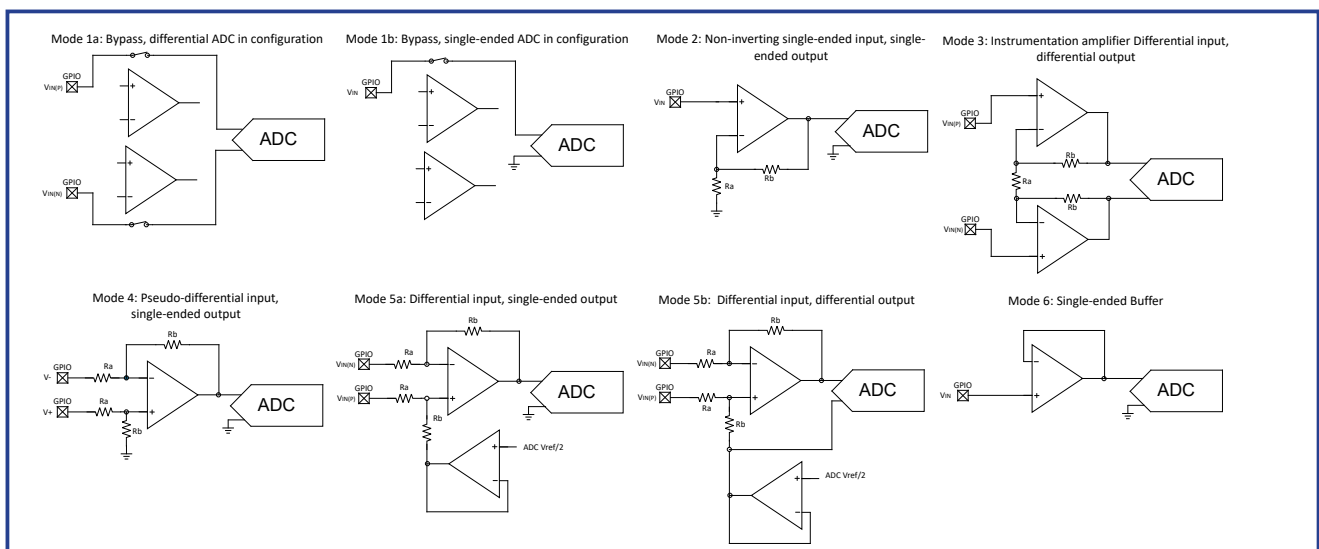 Mode 1a: Bypass, differential ADC in configuration
GPIO
VIN(P)
+
−
ADC
+
−
GPIO
VIN(N)
Mode 1b: Bypass, single-ended ADC in configuration
GPIO
VIN
+
−
ADC
+
−
Mode 2: Non-inverting single-ended input, single-
ended output
GPIO
VIN
+
−
ADC
Rb
Ra
Mode 3: Instrumentation amplifier Differential input,
differential output
GPIO
VIN(P)
+
−
Rb
Ra
ADC
Rb
GPIO
VIN(N)
−
+
Mode 4: Pseudo-differential input,
single-ended output
Rb
GPIO
V-
Ra
−
GPIO
V+
Ra
+
ADC
Rb
Mode 5a: Differential input, single-ended output
Rb
GPIO
VIN(N)
Ra
−
GPIO
VIN(P)
Ra
+
ADC
Rb
+
ADC Vref/2
−
Mode 5b: Differential input, differential output
Rb
GPIO
VIN(N)
Ra
−
GPIO
VIN(P)
Ra
+
ADC
Rb
+
ADC Vref/2
−
Mode 6: Single-ended Buffer
−
GPIO
VIN
+
ADC